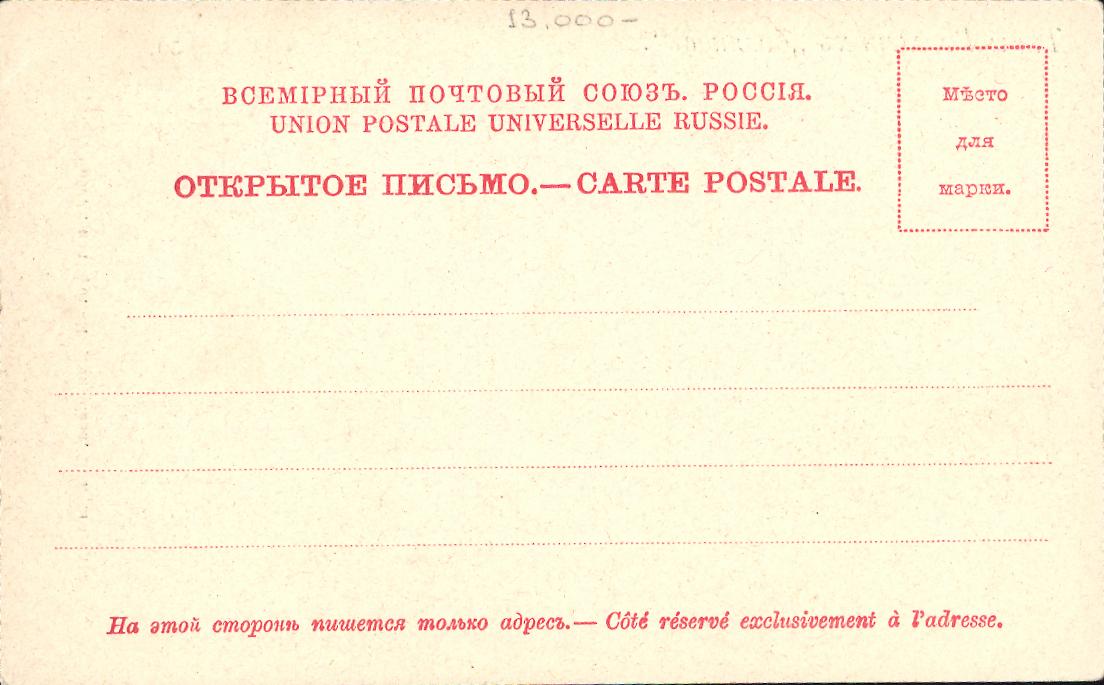 13.000-
ВСЕМІРНЫЙ ПОЧТОВЫЙ СОЮЗЪ. РОССІЯ.
UNION POSTALE UNIVERSELLE RUSSIE.
ОТКРЫТОЕ ПИСЬМО.—CARTE POSTALE.
Мѣсто
для
марки.
На этой сторонѣ пишется только адресъ.— Côté réservé exclusivement à l'adresse.